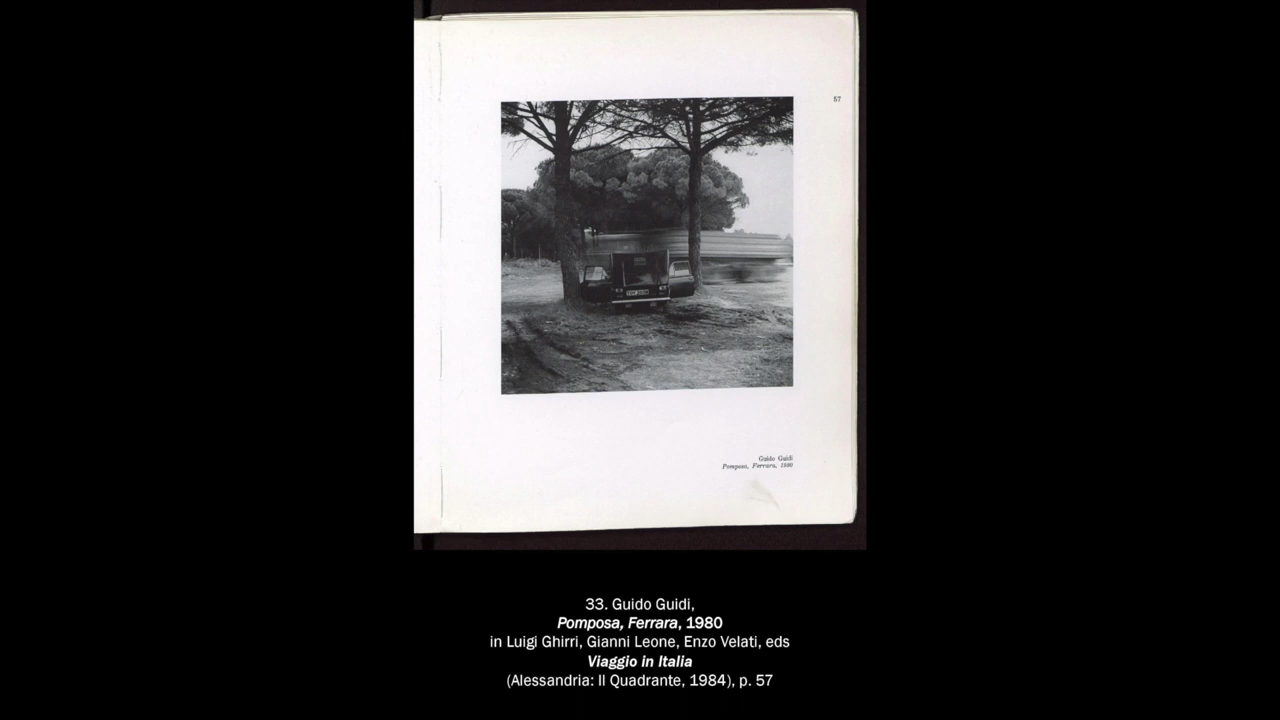 57
Guido Guidi
Pomposa, Ferrara, 1980
33. Guido Guidi,
Pomposa, Ferrara, 1980
in Luigi Ghirri, Gianni Leone, Enzo Velati, eds
Viaggio in Italia
(Alessandria: Il Quadrante, 1984), p. 57